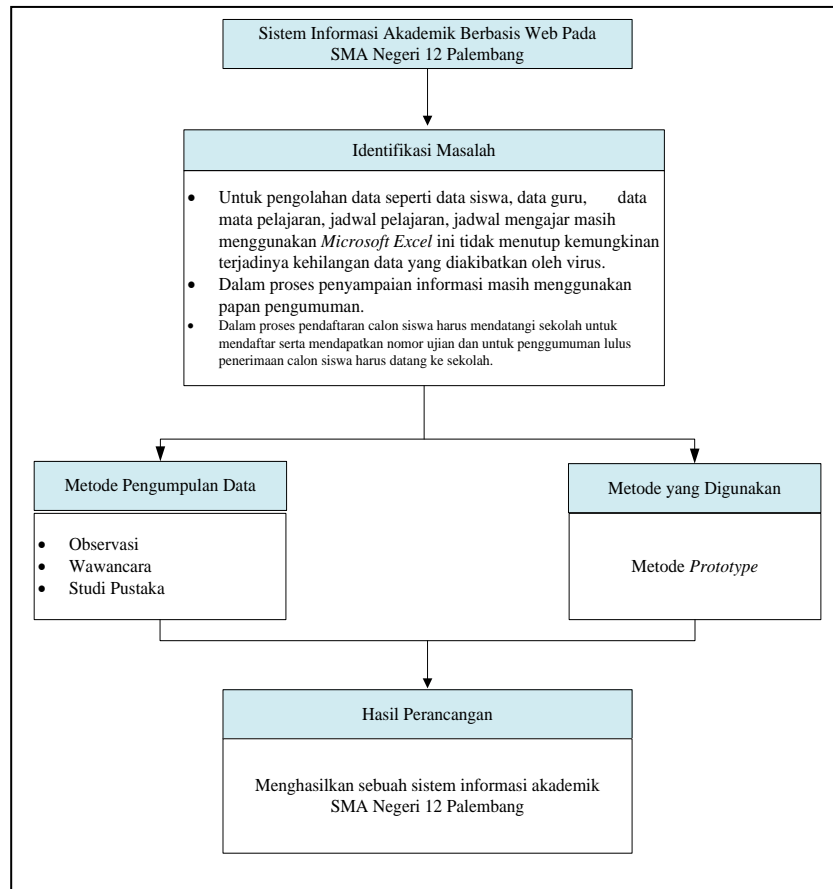 Sistem Informasi Akademik Berbasis Web Pada
SMA Negeri 12 Palembang
Identifikasi Masalah
• Untuk pengolahan data seperti data siswa, data guru, data
mata pelajaran, jadwal pelajaran, jadwal mengajar masih
menggunakan Microsoft Excel ini tidak menutup kemungkinan
terjadinya kehilangan data yang diakibatkan oleh virus.
• Dalam proses penyampaian informasi masih menggunakan
papan pengumuman.
• Dalam proses pendaftaran calon siswa harus mendatangi sekolah untuk
mendaftar serta mendapatkan nomor ujian dan untuk penggumuman lulus
penerimaan calon siswa harus datang ke sekolah.
Metode Pengumpulan Data
• Observasi
• Wawancara
• Studi Pustaka
Metode yang Digunakan
Metode Prototype
Hasil Perancangan
Menghasilkan sebuah sistem informasi akademik
SMA Negeri 12 Palembang